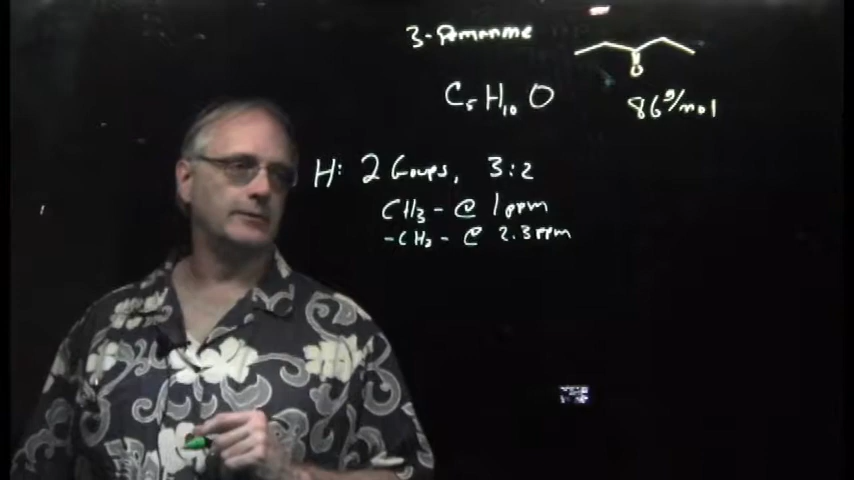 3-Pentanone
O
C5H10O
86 g/mol
H: 2 Groups, 3:2
CH3- @ 1 ppm
-CH2- @ 2.3 ppm